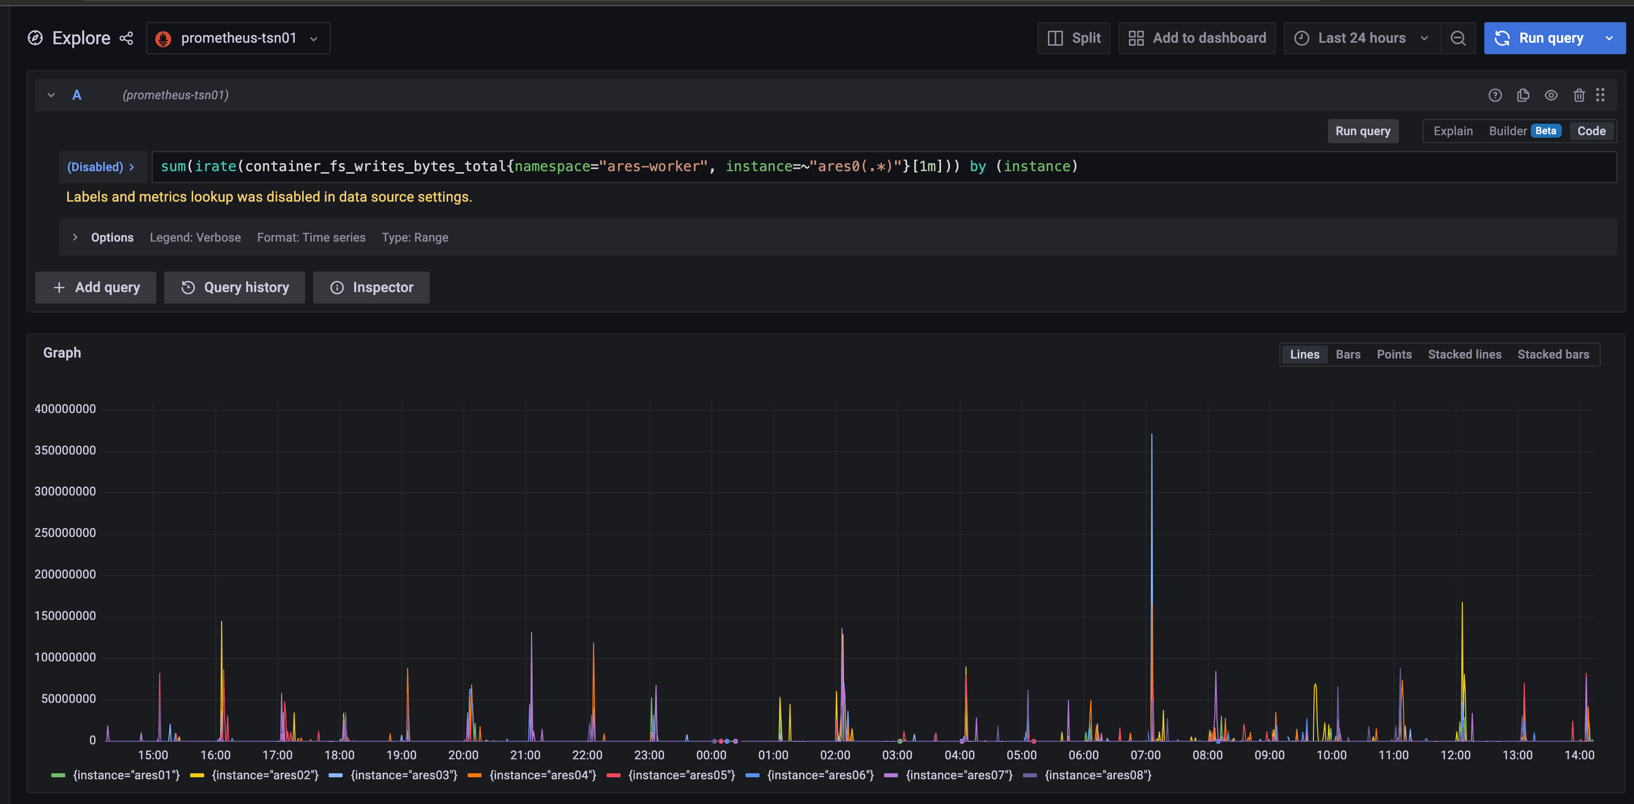 Explore prometheus-tsn01 Split Add to dashboard Last 24 hours Run query
A (prometheus-tsn01)
Run query Explain Builder Beta Code
(Disabled) > sum(irate(container_fs_writes_bytes_total{namespace="ares-worker", instance=~"ares0(.*)"}[1m])) by (instance)
Labels and metrics lookup was disabled in data source settings.
Options Legend: Verbose Format: Time series Type: Range
+ Add query Query history Inspector
Graph Lines Bars Points Stacked lines Stacked bars
400000000
350000000
300000000
250000000
200000000
150000000
100000000
50000000
0
15:00 16:00 17:00 18:00 19:00 20:00 21:00 22:00 23:00 00:00 01:00 02:00 03:00 04:00 05:00 06:00 07:00 08:00 09:00 10:00 11:00 12:00 13:00 14:00
{instance="ares01"} {instance="ares02"} {instance="ares03"} {instance="ares04"} {instance="ares05"} {instance="ares06"} {instance="ares07"} {instance="ares08"}